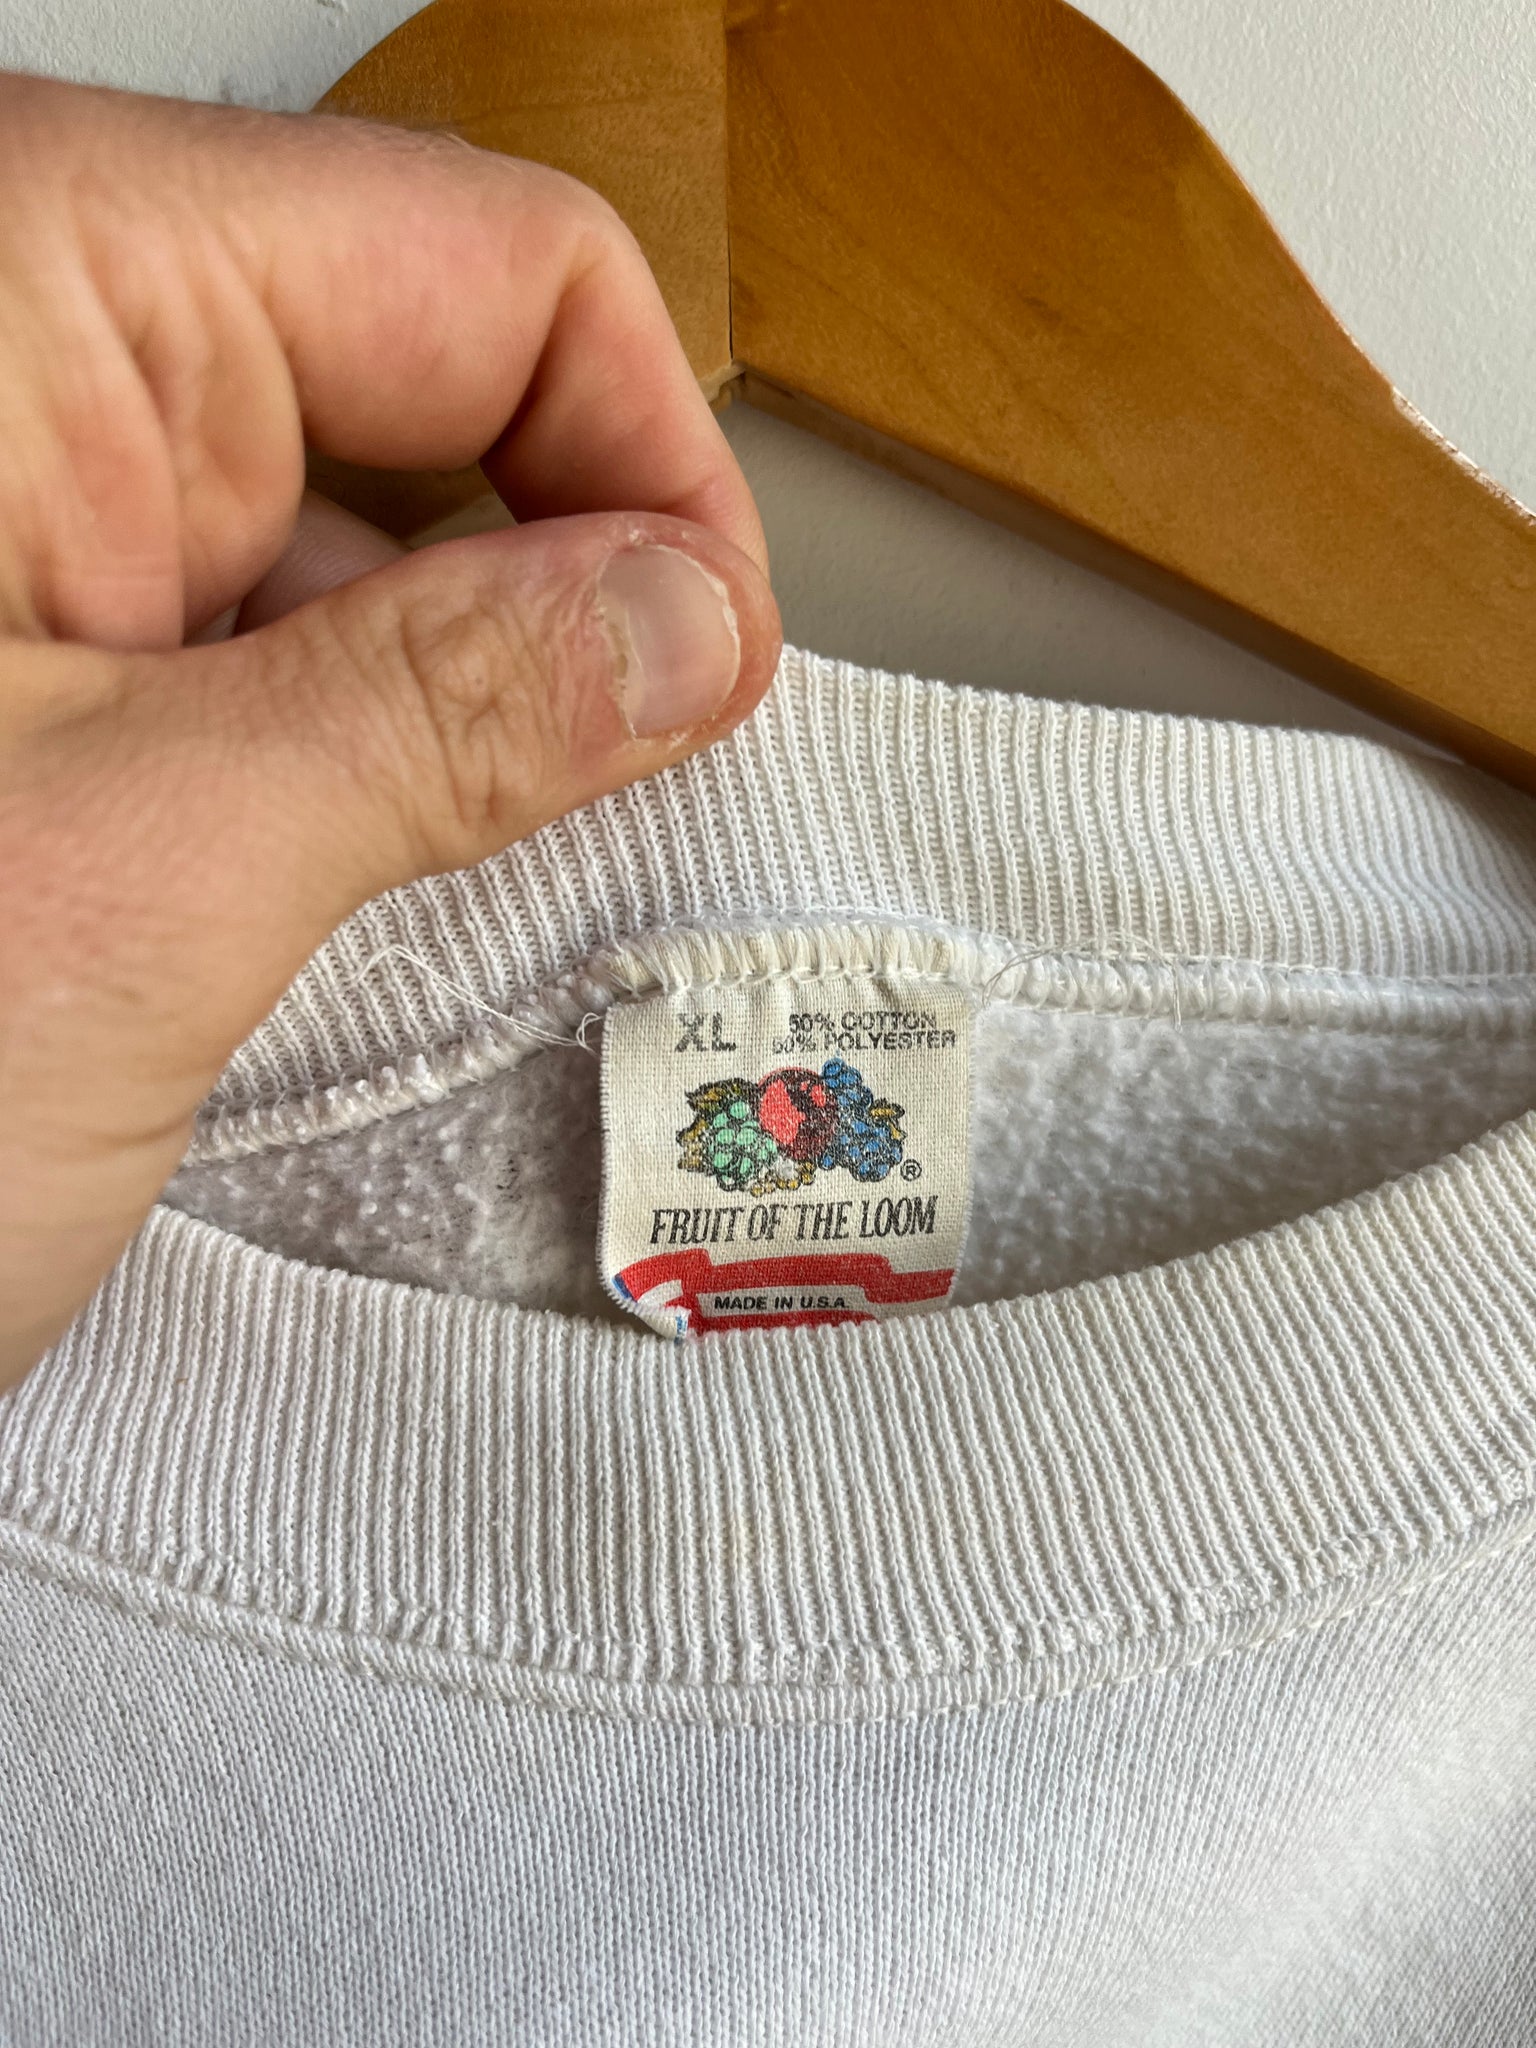 XL
50% COTTON
50% POLYESTER
®
FRUIT OF THE LOOM
MADE IN U.S.A.